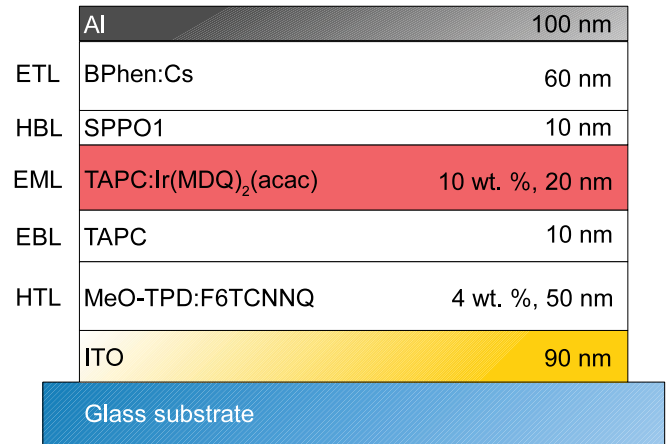 Al 100 nm
ETL BPhen:Cs 60 nm
HBL SPPO1 10 nm
EML TAPC:Ir(MDQ)₂(acac) 10 wt. %, 20 nm
EBL TAPC 10 nm
HTL MeO-TPD:F6TCNNQ 4 wt. %, 50 nm
ITO 90 nm
Glass substrate